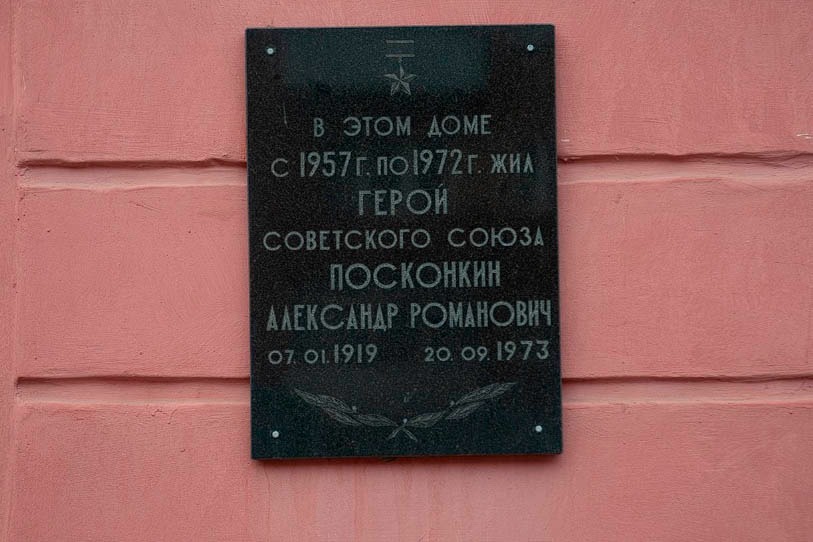 В ЭТОМ ДОМЕ
С 1957 Г. ПО 1972 Г. ЖИЛ
ГЕРОЙ
СОВЕТСКОГО СОЮЗА
ПОСКОНКИН
АЛЕКСАНДР РОМАНОВИЧ
07. 01. 1919 20. 09. 1973